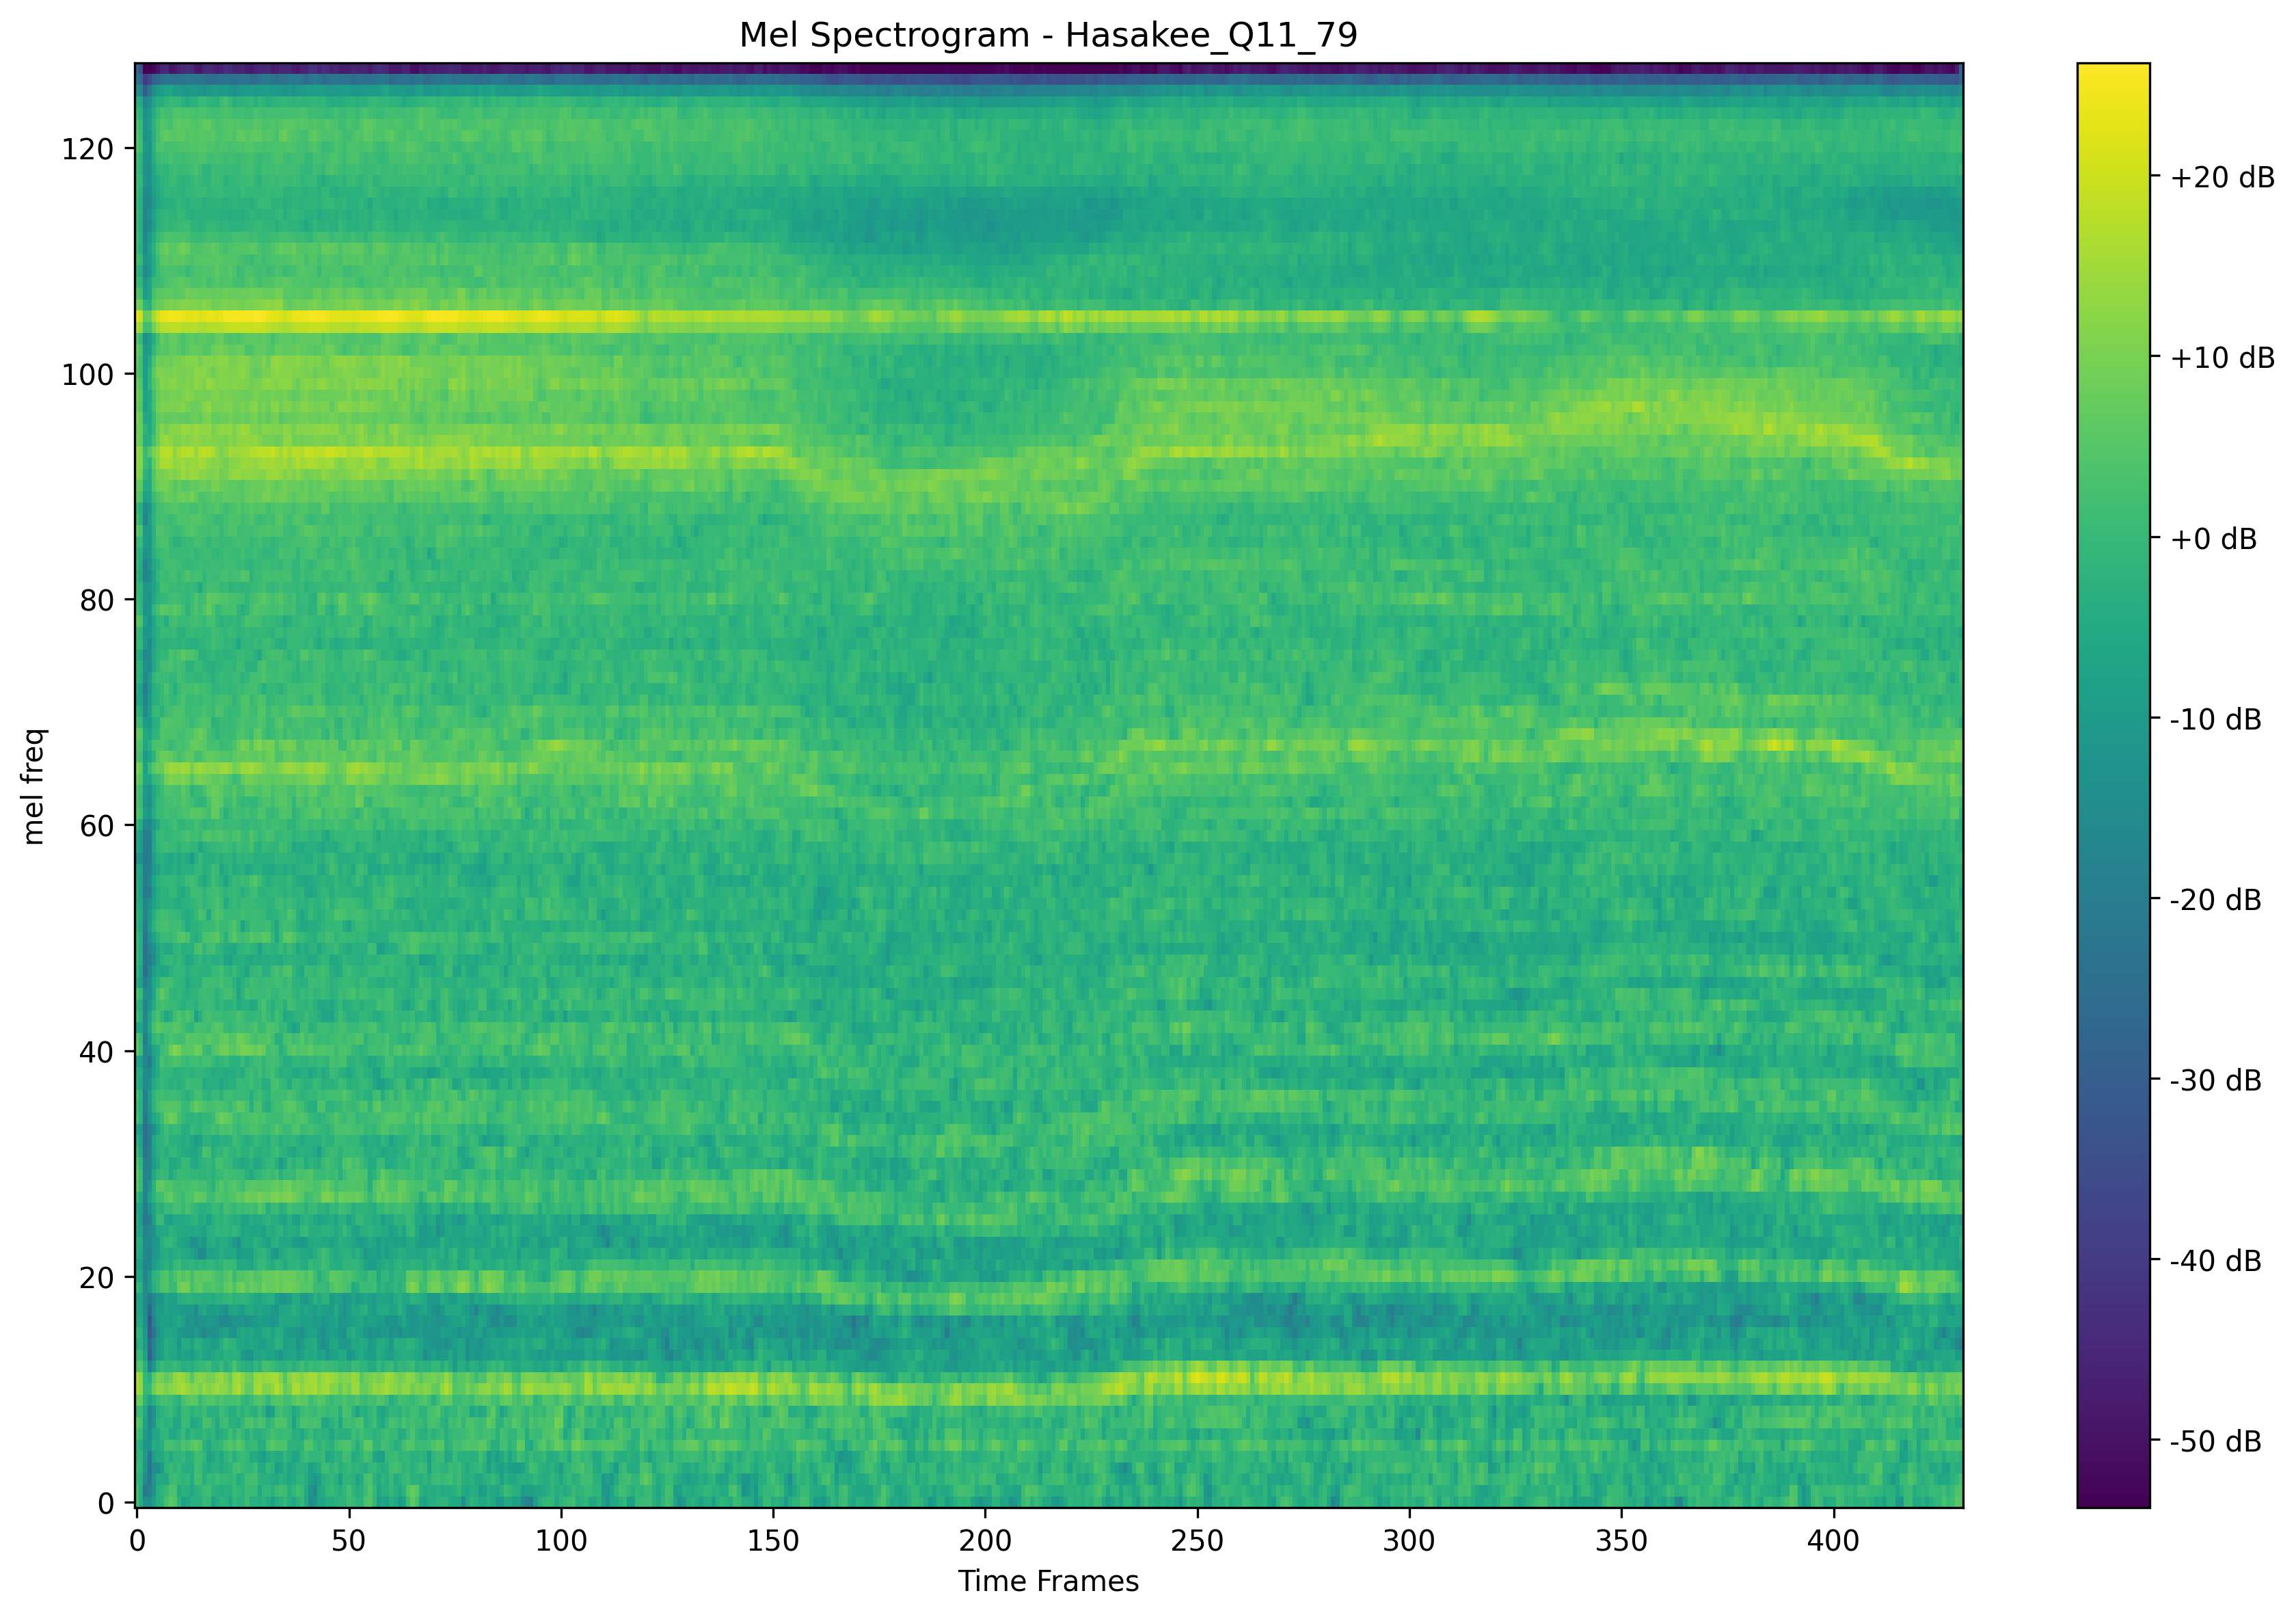 Mel Spectrogram - Hasakee_Q11_79
mel freq
120
100
80
60
40
20
0
0 50 100 150 200 250 300 350 400
Time Frames
+20 dB
+10 dB
+0 dB
-10 dB
-20 dB
-30 dB
-40 dB
-50 dB